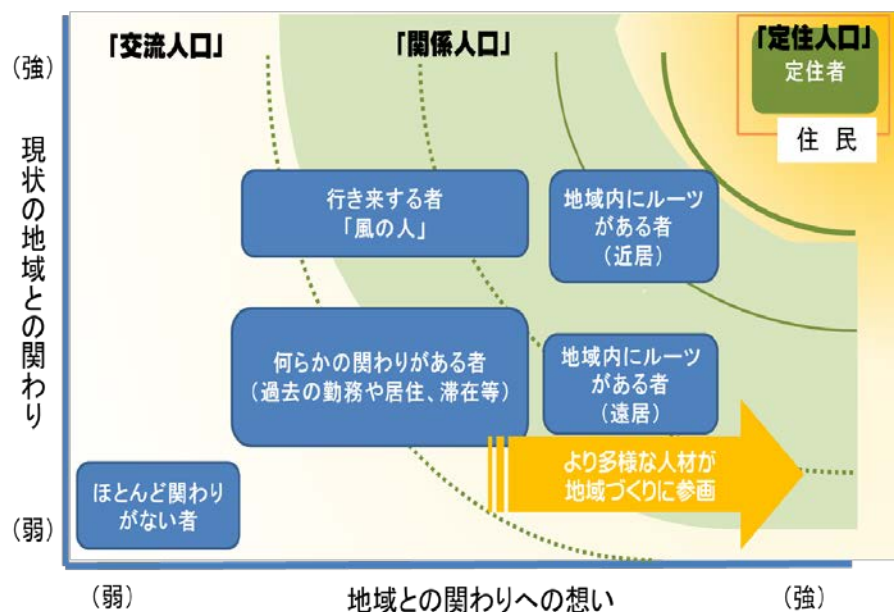 「交流人口」
「関係人口」
「定住人口」
定住者
住 民
(強)
現状の地域との関わり
(弱)
行き来する者
「風の人」
地域内にルーツ
がある者
(近居)
何らかの関わりがある者
(過去の勤務や居住、滞在等)
地域内にルーツ
がある者
(遠居)
より多様な人材が
地域づくりに参画
ほとんど関わり
がない者
(弱)
地域との関わりへの想い
(強)